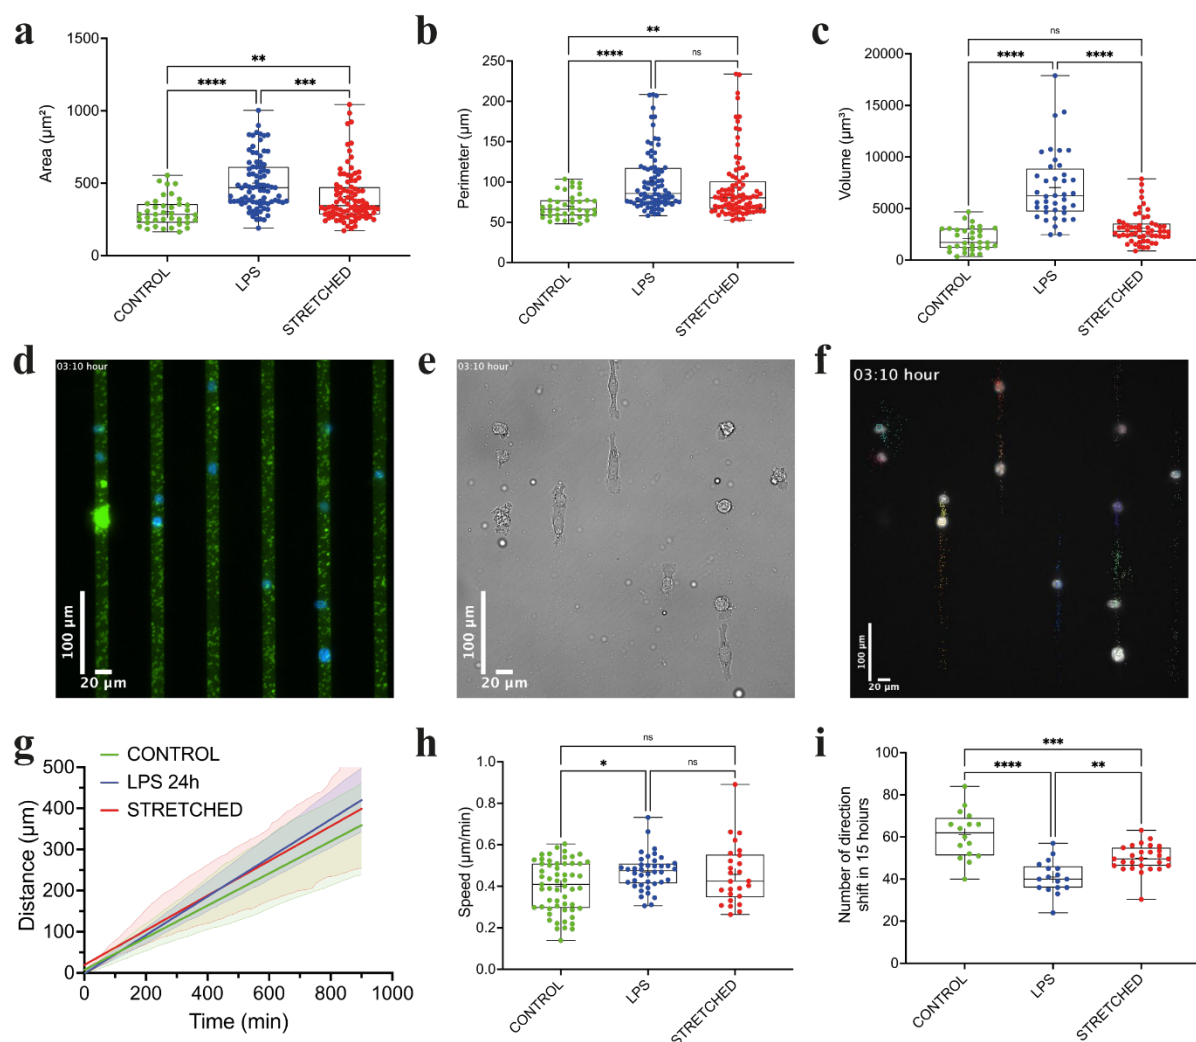 a
Area (µm²)
1500
1000
500
0
**
****
***
CONTROL
LPS
STRETCHED
b
Perimeter (µm)
250
200
150
100
50
0
**
****
ns
CONTROL
LPS
STRETCHED
c
Volume (µm³)
20000
15000
10000
5000
0
ns
****
****
CONTROL
LPS
STRETCHED
d
03:10 hour
100 µm
20 µm
e
03:10 hour
100 µm
20 µm
f
03:10 hour
100 µm
20 µm
g
CONTROL
LPS 24h
STRETCHED
Distance (µm)
500
400
300
200
100
0
0 200 400 600 800 1000
Time (min)
h
Speed (µm/min)
1.0
0.8
0.6
0.4
0.2
0.0
ns
*
ns
CONTROL
LPS
STRETCHED
i
Number of direction
shift in 15 hoiurs
100
80
60
40
20
0
***
****
**
CONTROL
LPS
STRETCHED